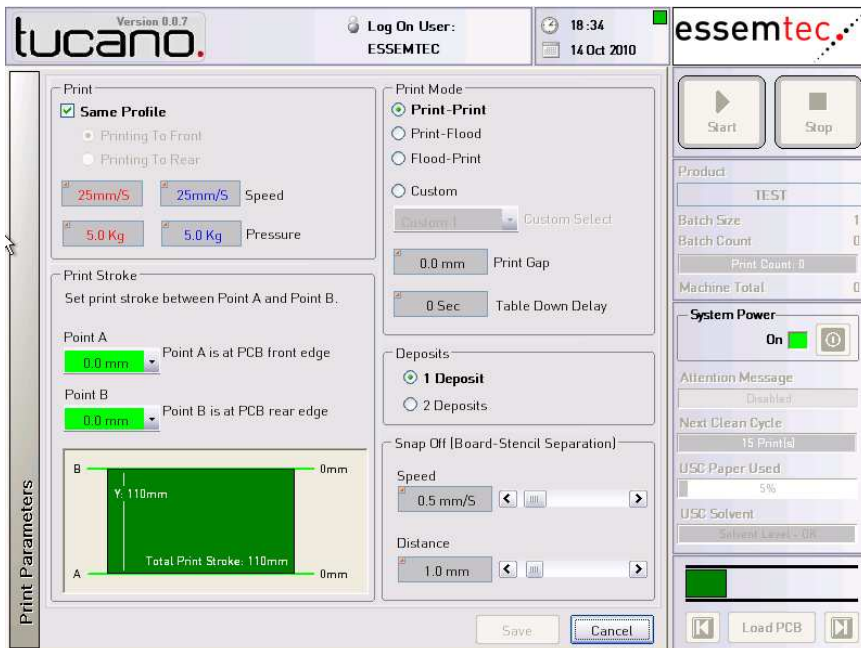 tucano.
Version 0.0.7
Log On User:
ESSEMTEC
18:34
14 Oct 2010
essemtec
Print Parameters
Print
Same Profile
Printing To Front
Printing To Rear
25mm/S 25mm/S Speed
5.0 Kg 5.0 Kg Pressure
Print Stroke
Set print stroke between Point A and Point B.
Point A
0.0 mm Point A is at PCB front edge
Point B
0.0 mm Point B is at PCB rear edge
B 0mm
Y: 110mm
Total Print Stroke: 110mm
A 0mm
Print Mode
Print-Print
Print-Flood
Flood-Print
Custom
Custom 1 Custom Select
0.0 mm Print Gap
0 Sec Table Down Delay
Deposits
1 Deposit
2 Deposits
Snap Off (Board-Stencil Separation)
Speed
0.5 mm/S
Distance
1.0 mm
Save Cancel
Start Stop
Product
TEST
Batch Size 1
Batch Count 0
Print Count: 0
Machine Total 0
System Power
On
Attention Message
Disabled
Next Clean Cycle
15 Print(s)
USC Paper Used
5%
USC Solvent
Solvent Level - OK
Load PCB